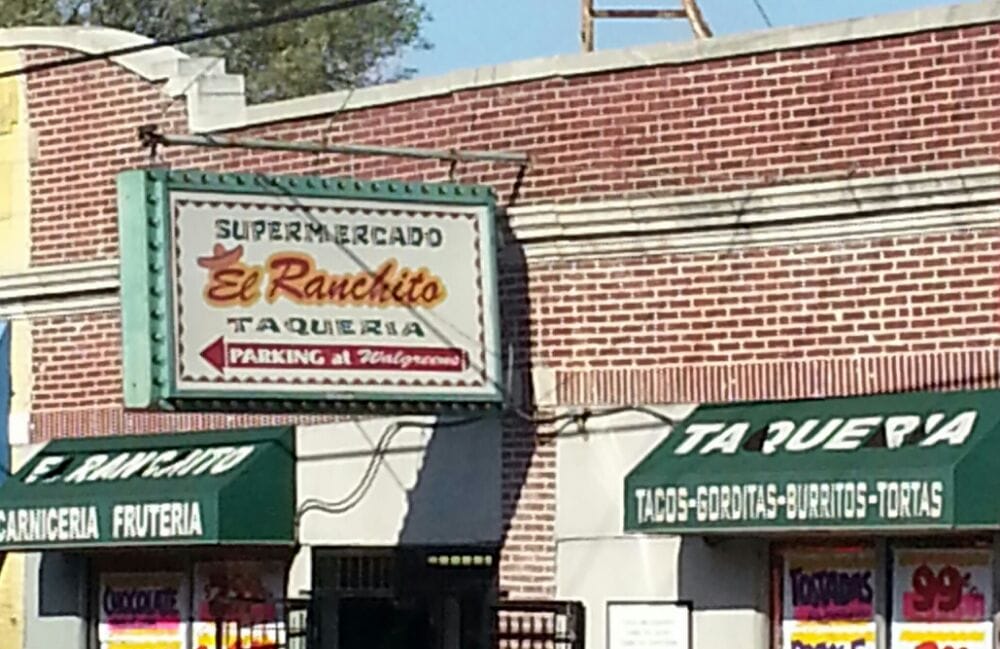 SUPERMERCADO
El Ranchito
TAQUERIA
PARKING at Walgreens
EL RANCHITO
CARNICERIA FRUTERIA
TAQUERIA
TACOS-GORDITAS-BURRITOS-TORTAS
CHOCOLATE
TOSTADAS
99¢